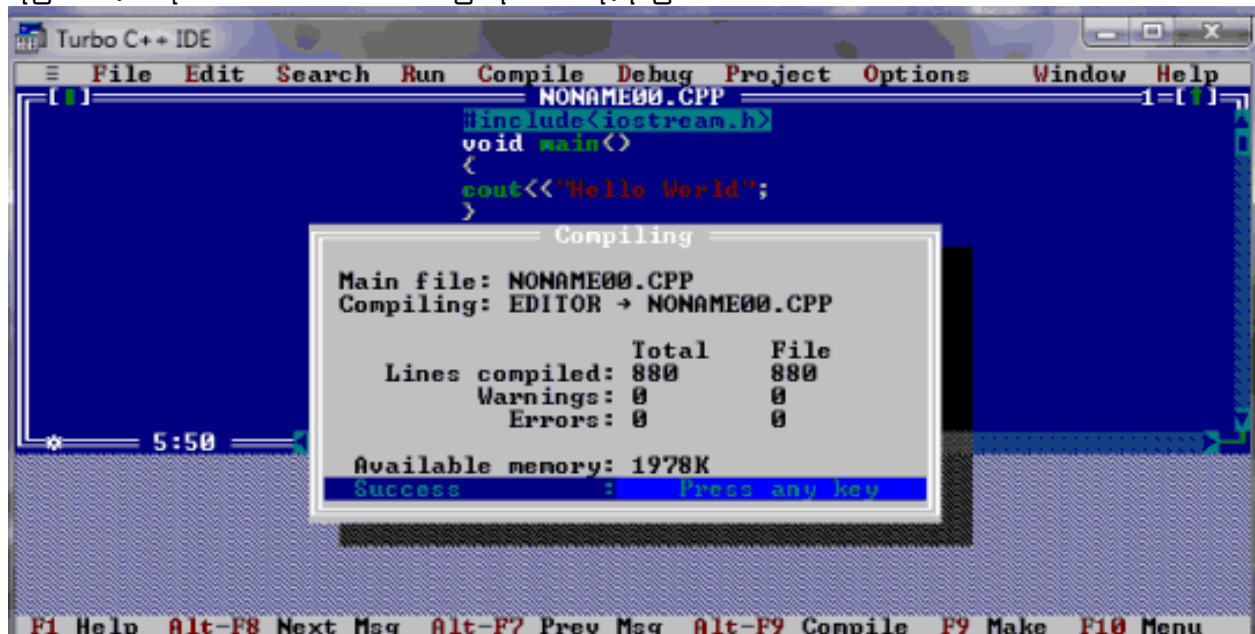 Turbo C++ IDE
≡ File Edit Search Run Compile Debug Project Options Window Help
NONAME00.CPP 1=[↑]
#include<iostream.h>
void main()
{
cout<<"Hello World";
}
Compiling
Main file: NONAME00.CPP
Compiling: EDITOR → NONAME00.CPP
Total File
Lines compiled: 880 880
Warnings: 0 0
Errors: 0 0
5:50
Available memory: 1978K
Success : Press any key
F1 Help Alt-F8 Next Msg Alt-F7 Prev Msg Alt-F9 Compile F9 Make F10 Menu